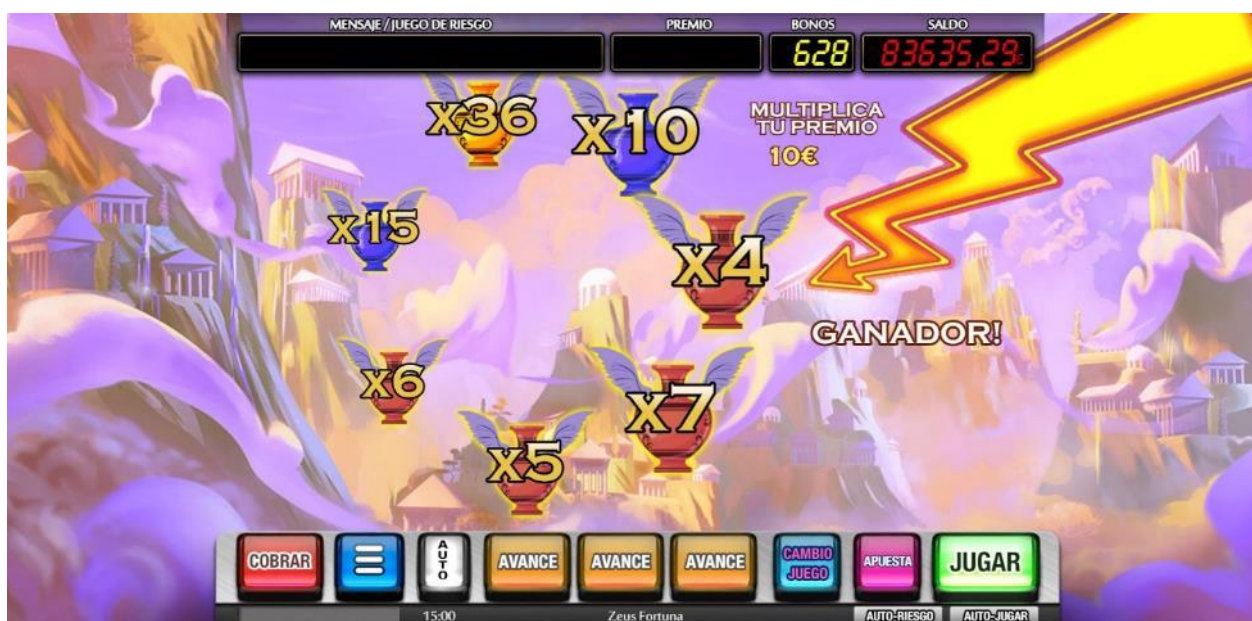 MENSAJE / JUEGO DE RIESGO
PREMIO
BONOS
SALDO
628
83635,29€
x36
x10
MULTIPLICA
TU PREMIO
10€
x15
x4
GANADOR!
x6
x7
x5
COBRAR
AUTO
AVANCE
AVANCE
AVANCE
CAMBIO
JUEGO
APUESTA
JUGAR
15:00
Zeus Fortuna
AUTO-RIESGO
AUTO-JUGAR